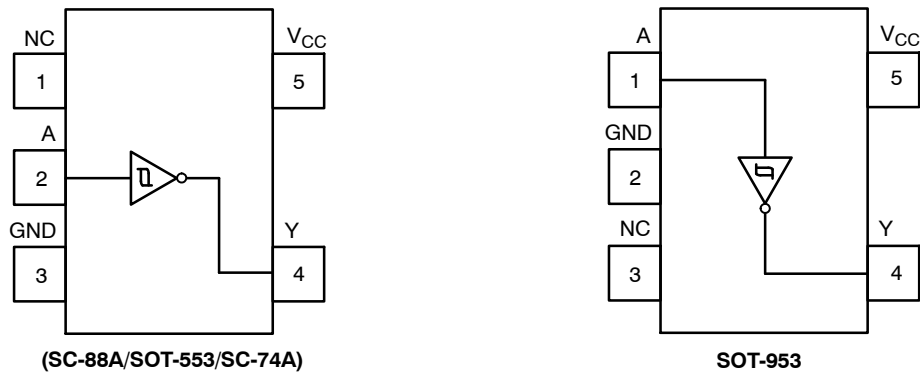 NC
1
A
2
GND
3
V_CC
5
Y
4
(SC-88A/SOT-553/SC-74A)
A
1
GND
2
NC
3
V_CC
5
Y
4
SOT-953